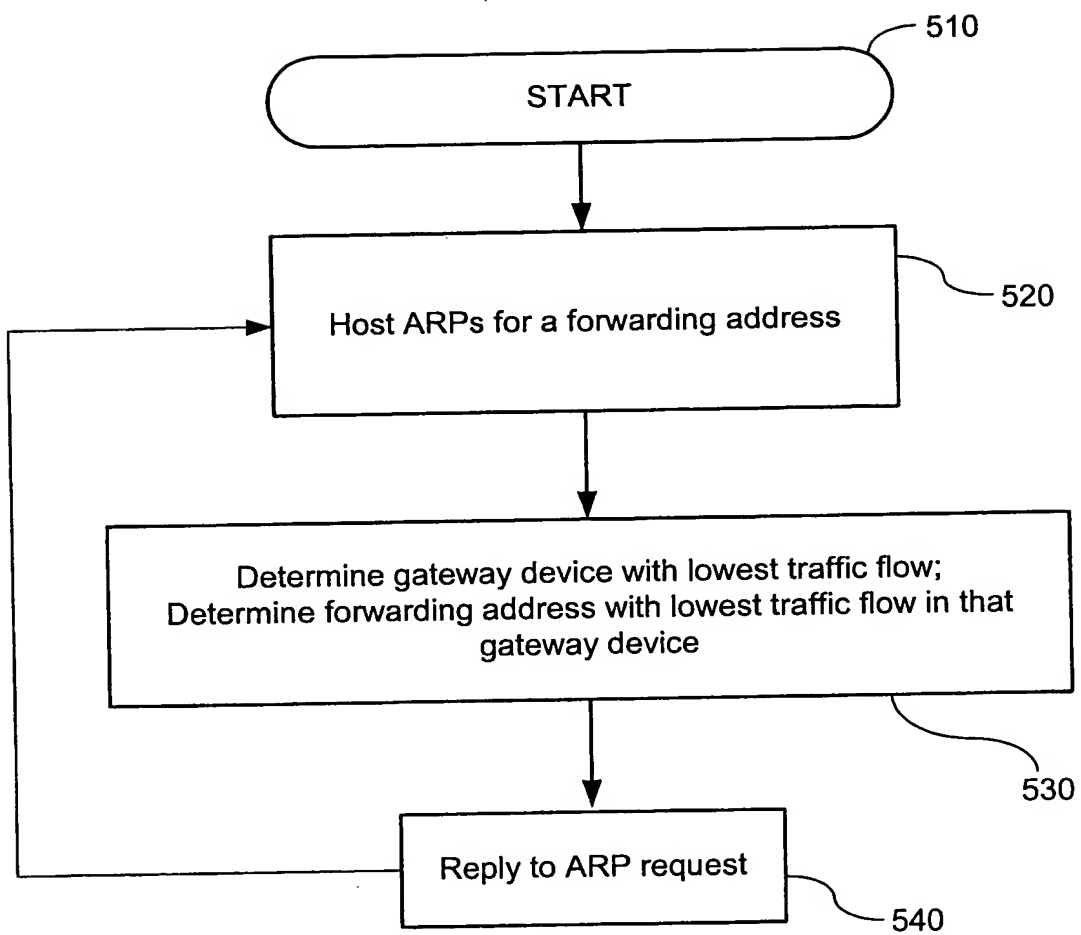 510
START
520
Host ARPs for a forwarding address
Determine gateway device with lowest traffic flow;
Determine forwarding address with lowest traffic flow in that
gateway device
530
Reply to ARP request
540